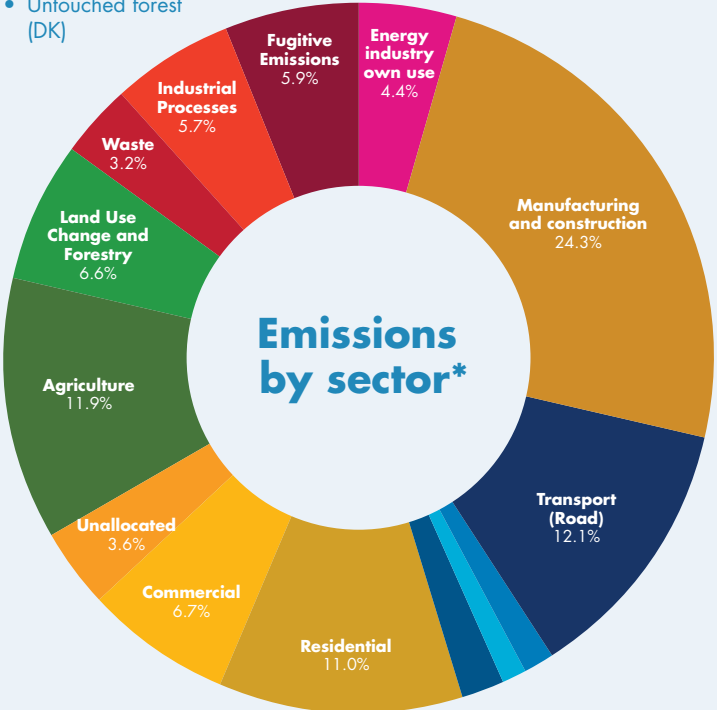 • Untouched forest
(DK)
Fugitive
Emissions
5.9%
Energy
industry
own use
4.4%
Industrial
Processes
5.7%
Waste
3.2%
Manufacturing
and construction
24.3%
Land Use
Change and
Forestry
6.6%
Emissions
by sector*
Agriculture
11.9%
Transport
(Road)
12.1%
Unallocated
3.6%
Commercial
6.7%
Residential
11.0%